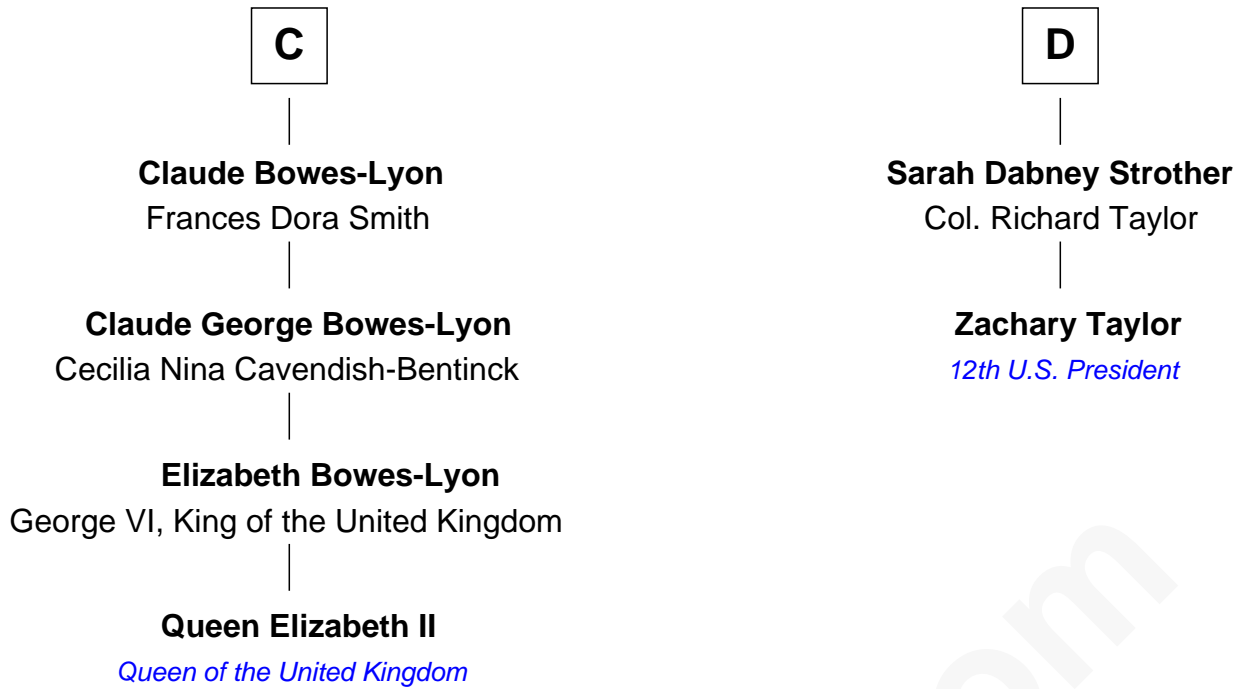 C
Claude Bowes-Lyon
Frances Dora Smith
Claude George Bowes-Lyon
Cecilia Nina Cavendish-Bentinck
Elizabeth Bowes-Lyon
George VI, King of the United Kingdom
Queen Elizabeth II
Queen of the United Kingdom
D
Sarah Dabney Strother
Col. Richard Taylor
Zachary Taylor
12th U.S. President
om